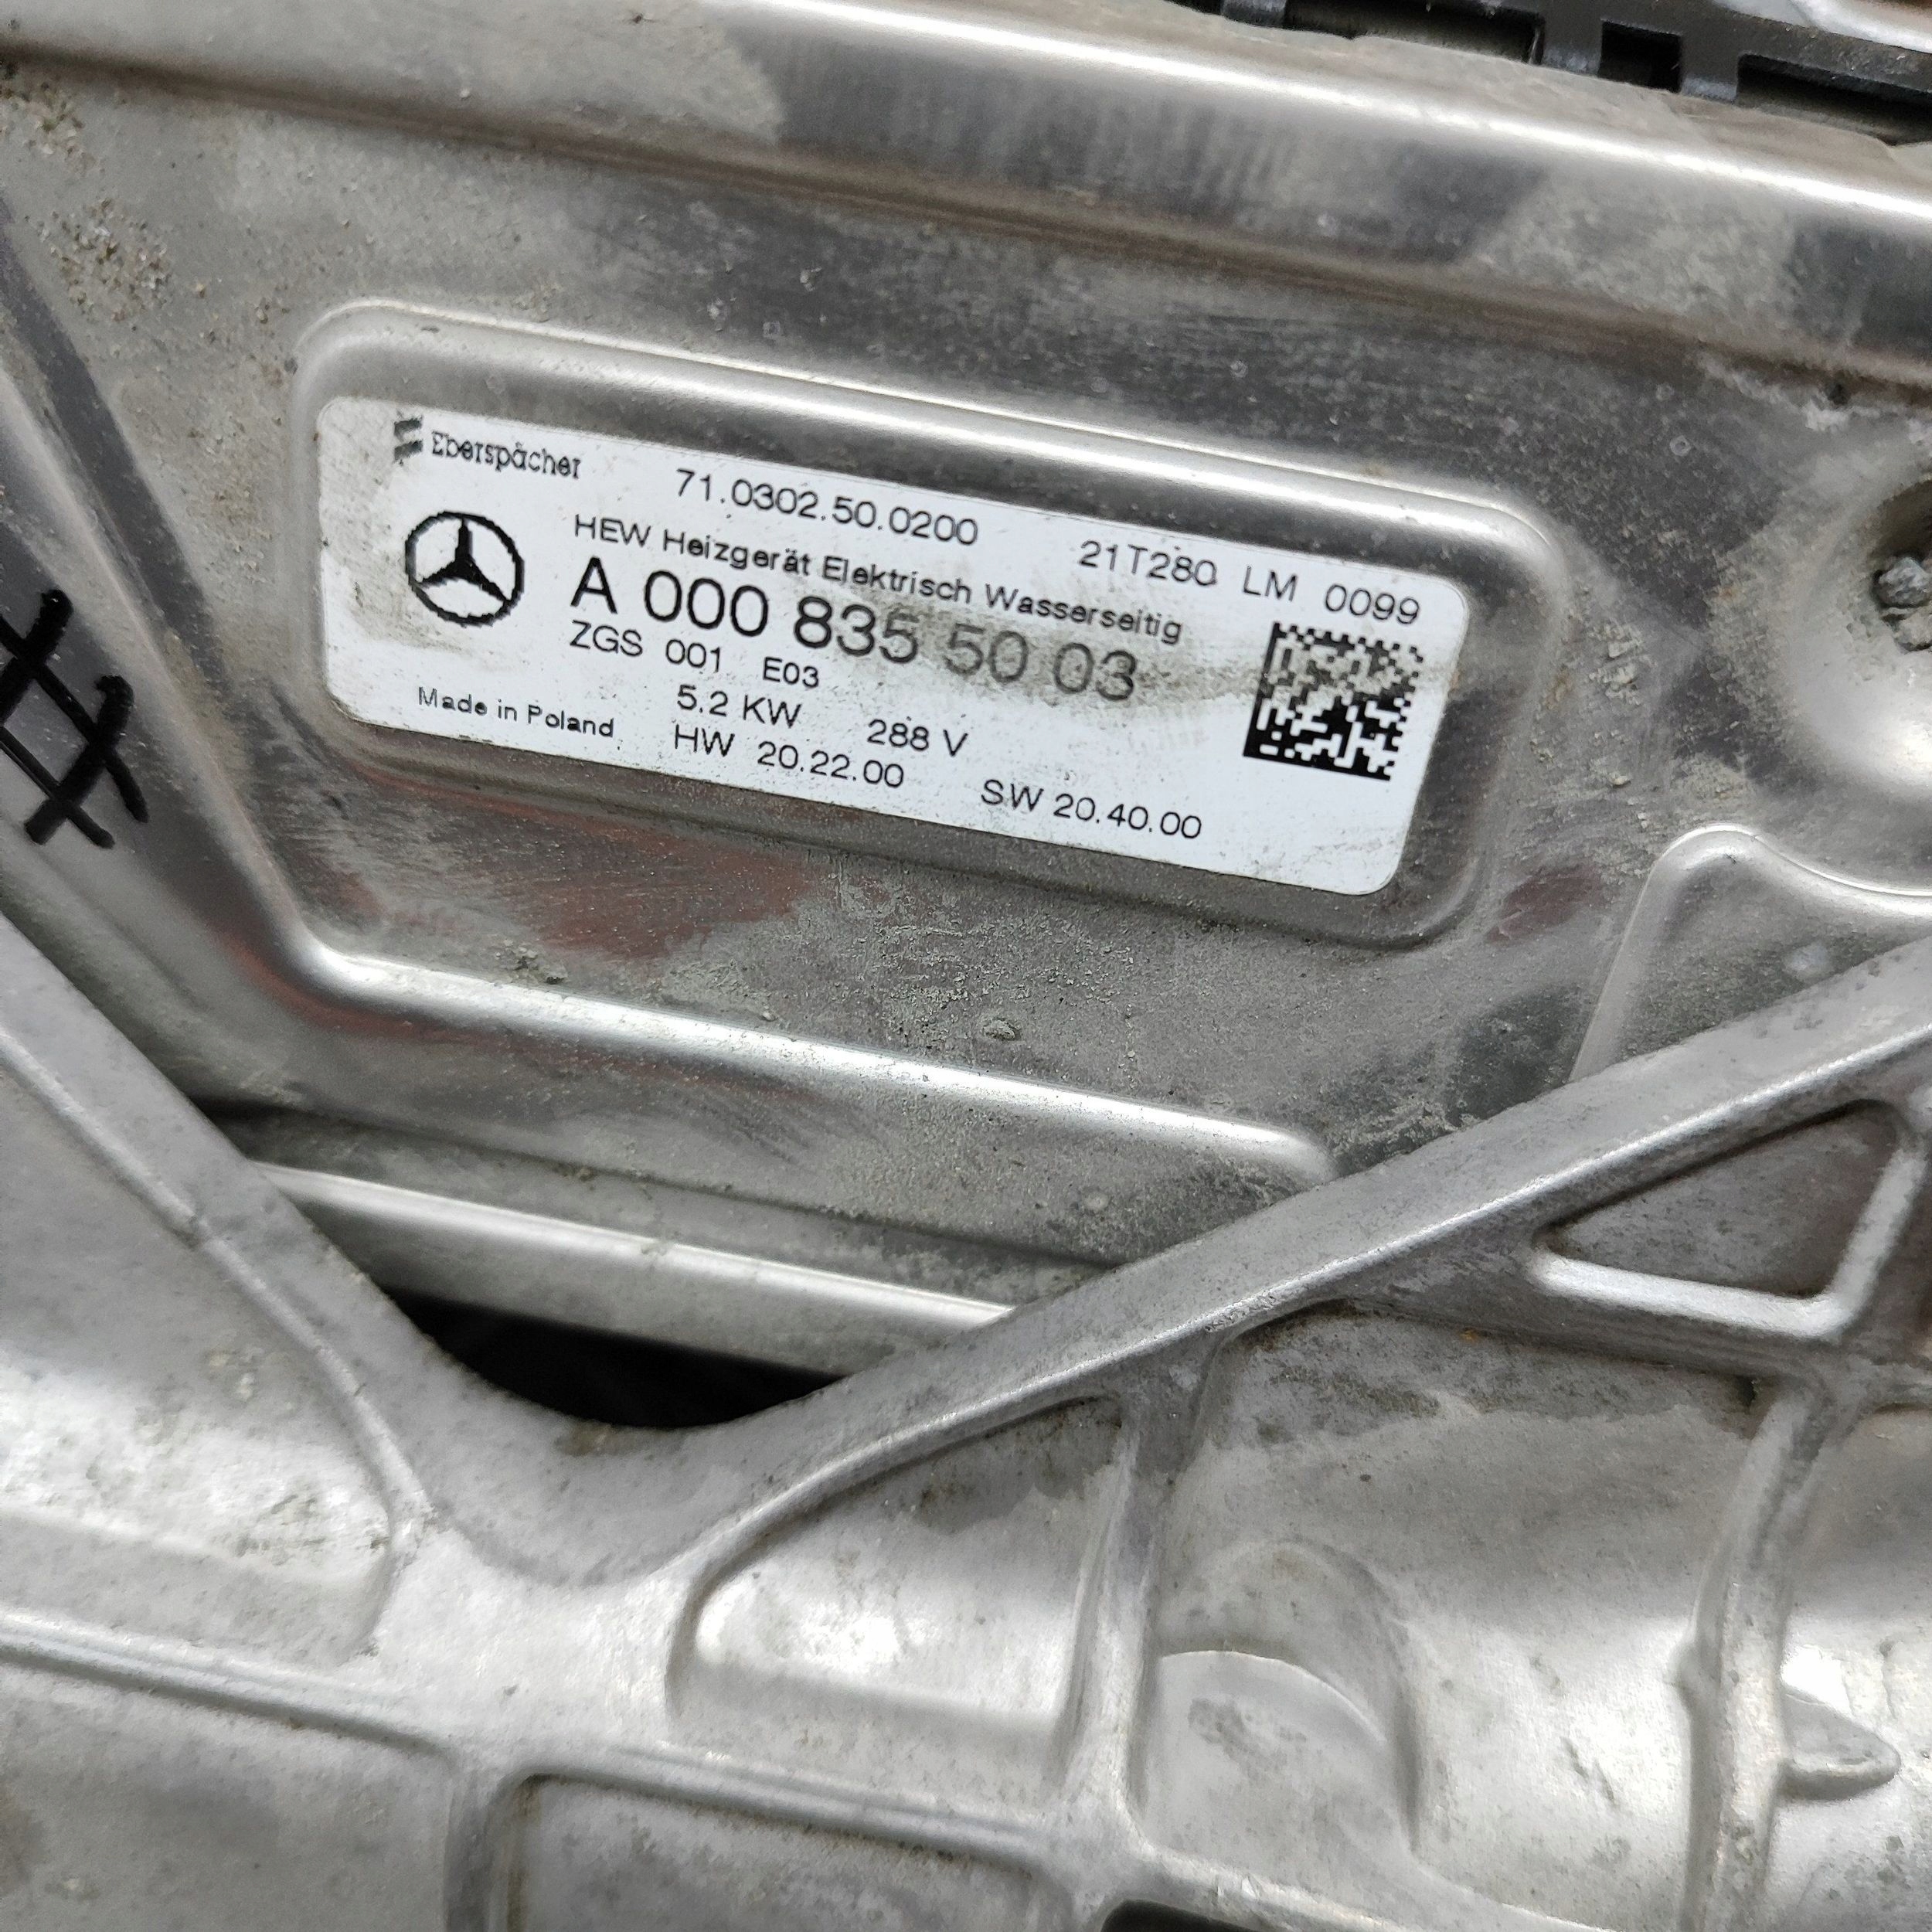 Eberspächer 71.0302.50.0200 21T280 LM 0099
HEW Heizgerät Elektrisch Wasserseitig
A 000 835 50 03
ZGS 001 E03
5.2 KW 288 V
Made in Poland HW 20.22.00 SW 20.40.00